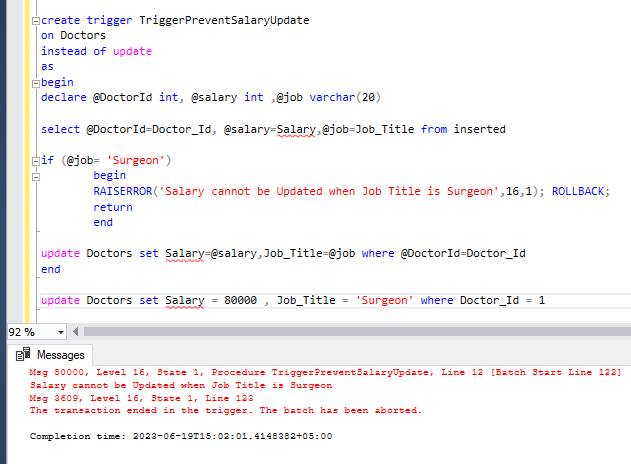 create trigger TriggerPreventSalaryUpdate
on Doctors
instead of update
as
begin
declare @DoctorId int, @salary int ,@job varchar(20)
select @DoctorId=Doctor_Id, @salary=Salary,@job=Job_Title from inserted
if (@job= 'Surgeon')
begin
RAISERROR('Salary cannot be Updated when Job Title is Surgeon',16,1); ROLLBACK;
return
end
update Doctors set Salary=@salary,Job_Title=@job where @DoctorId=Doctor_Id
end
update Doctors set Salary = 80000 , Job_Title = 'Surgeon' where Doctor_Id = 1
92 %
Messages
Msg 50000, Level 16, State 1, Procedure TriggerPreventSalaryUpdate, Line 12 [Batch Start Line 122]
Salary cannot be Updated when Job Title is Surgeon
Msg 3609, Level 16, State 1, Line 123
The transaction ended in the trigger. The batch has been aborted.
Completion time: 2023-06-19T15:02:01.4148382+05:00